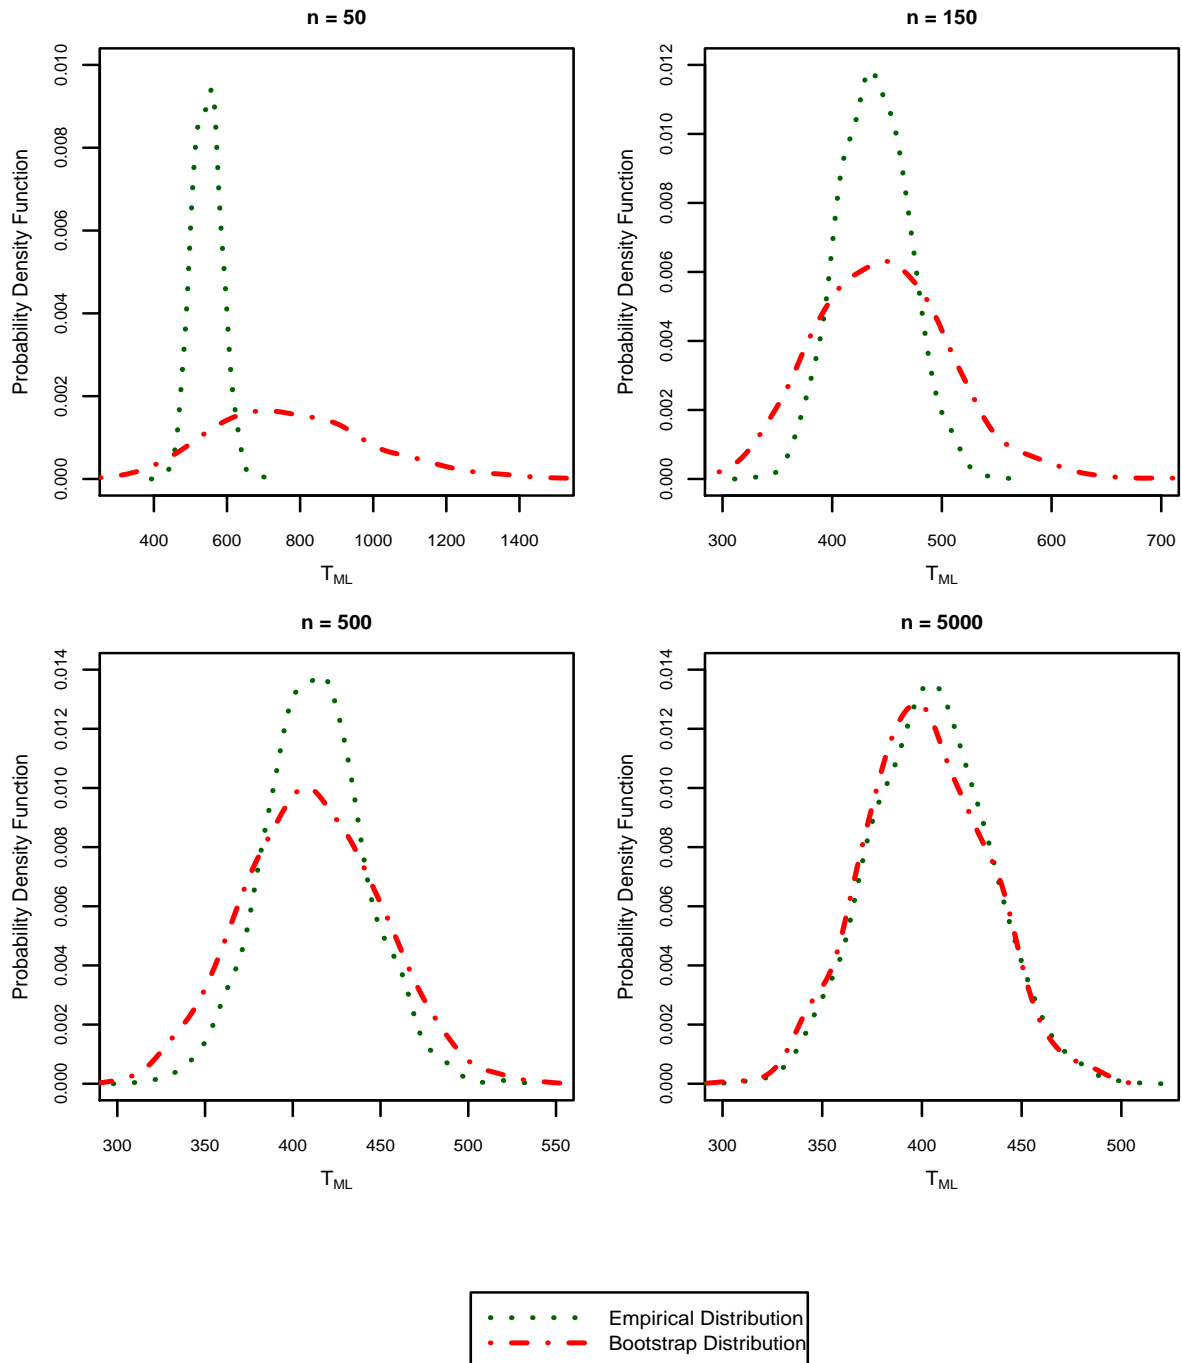 n = 50
Probability Density Function
0.000 0.002 0.004 0.006 0.008 0.010
400 600 800 1000 1200 1400
T_ML
n = 150
Probability Density Function
0.000 0.002 0.004 0.006 0.008 0.010 0.012
300 400 500 600 700
T_ML
n = 500
Probability Density Function
0.000 0.002 0.004 0.006 0.008 0.010 0.012 0.014
300 350 400 450 500 550
T_ML
n = 5000
Probability Density Function
0.000 0.002 0.004 0.006 0.008 0.010 0.012 0.014
300 350 400 450 500
T_ML
Empirical Distribution
Bootstrap Distribution